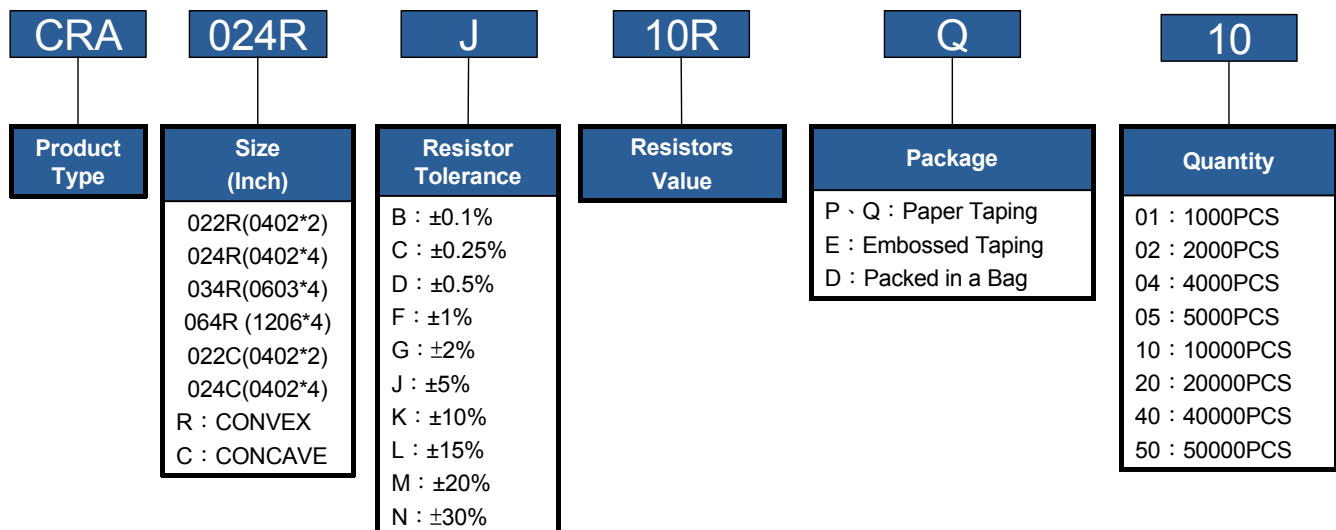 CRA 024R J 10R Q 10
Product
Type
Size
(Inch)
022R(0402*2)
024R(0402*4)
034R(0603*4)
064R (1206*4)
022C(0402*2)
024C(0402*4)
R：CONVEX
C：CONCAVE
Resistor
Tolerance
B：±0.1%
C：±0.25%
D：±0.5%
F：±1%
G：±2%
J：±5%
K：±10%
L：±15%
M：±20%
N：±30%
Resistors
Value
Package
P、Q：Paper Taping
E：Embossed Taping
D：Packed in a Bag
Quantity
01：1000PCS
02：2000PCS
04：4000PCS
05：5000PCS
10：10000PCS
20：20000PCS
40：40000PCS
50：50000PCS